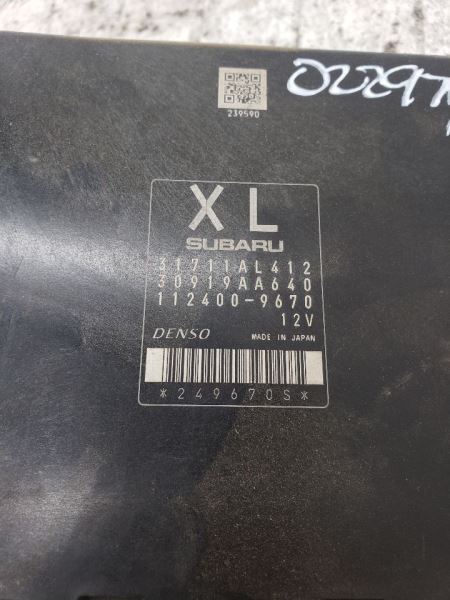 239590
XL
SUBARU
31711AL412
30919AA640
112400-9670
12V
DENSO MADE IN JAPAN
*249670S*